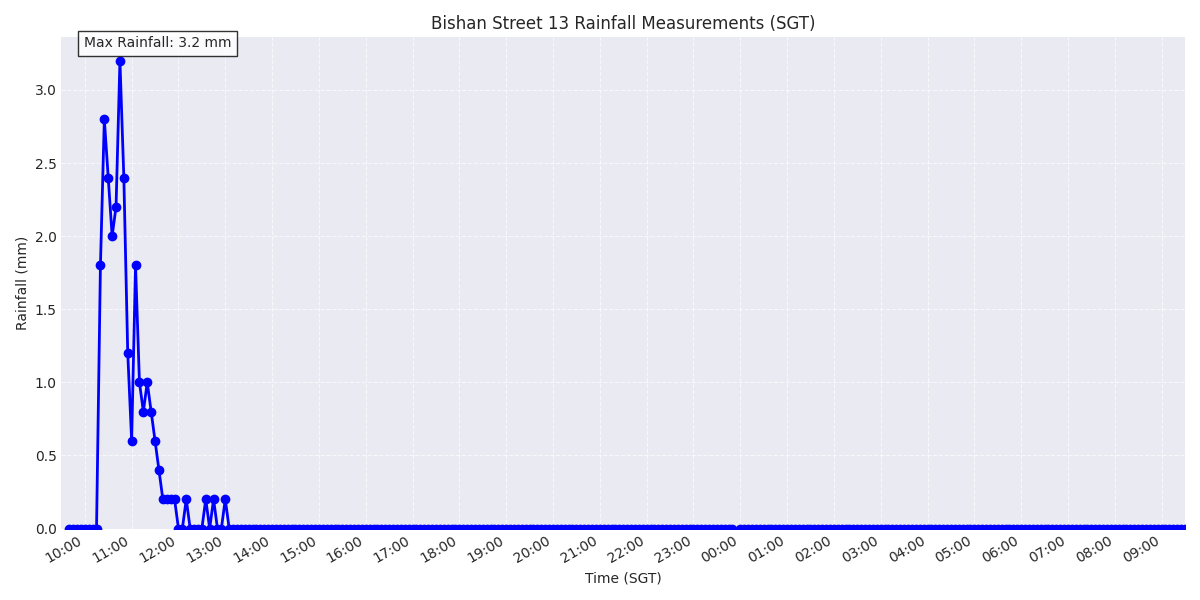 Bishan Street 13 Rainfall Measurements (SGT)
Max Rainfall: 3.2 mm
Rainfall (mm)
3.0
2.5
2.0
1.5
1.0
0.5
0.0
10:00 11:00 12:00 13:00 14:00 15:00 16:00 17:00 18:00 19:00 20:00 21:00 22:00 23:00 00:00 01:00 02:00 03:00 04:00 05:00 06:00 07:00 08:00 09:00
Time (SGT)